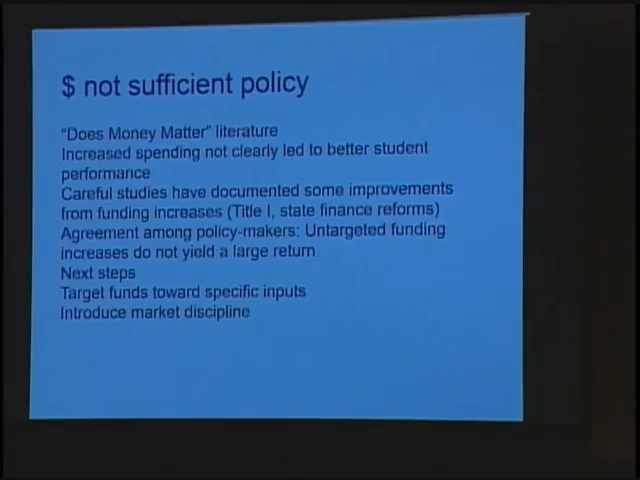 $ not sufficient policy
“Does Money Matter” literature
Increased spending not clearly led to better student
performance
Careful studies have documented some improvements
from funding increases (Title I, state finance reforms)
Agreement among policy-makers: Untargeted funding
increases do not yield a large return
Next steps
Target funds toward specific inputs
Introduce market discipline